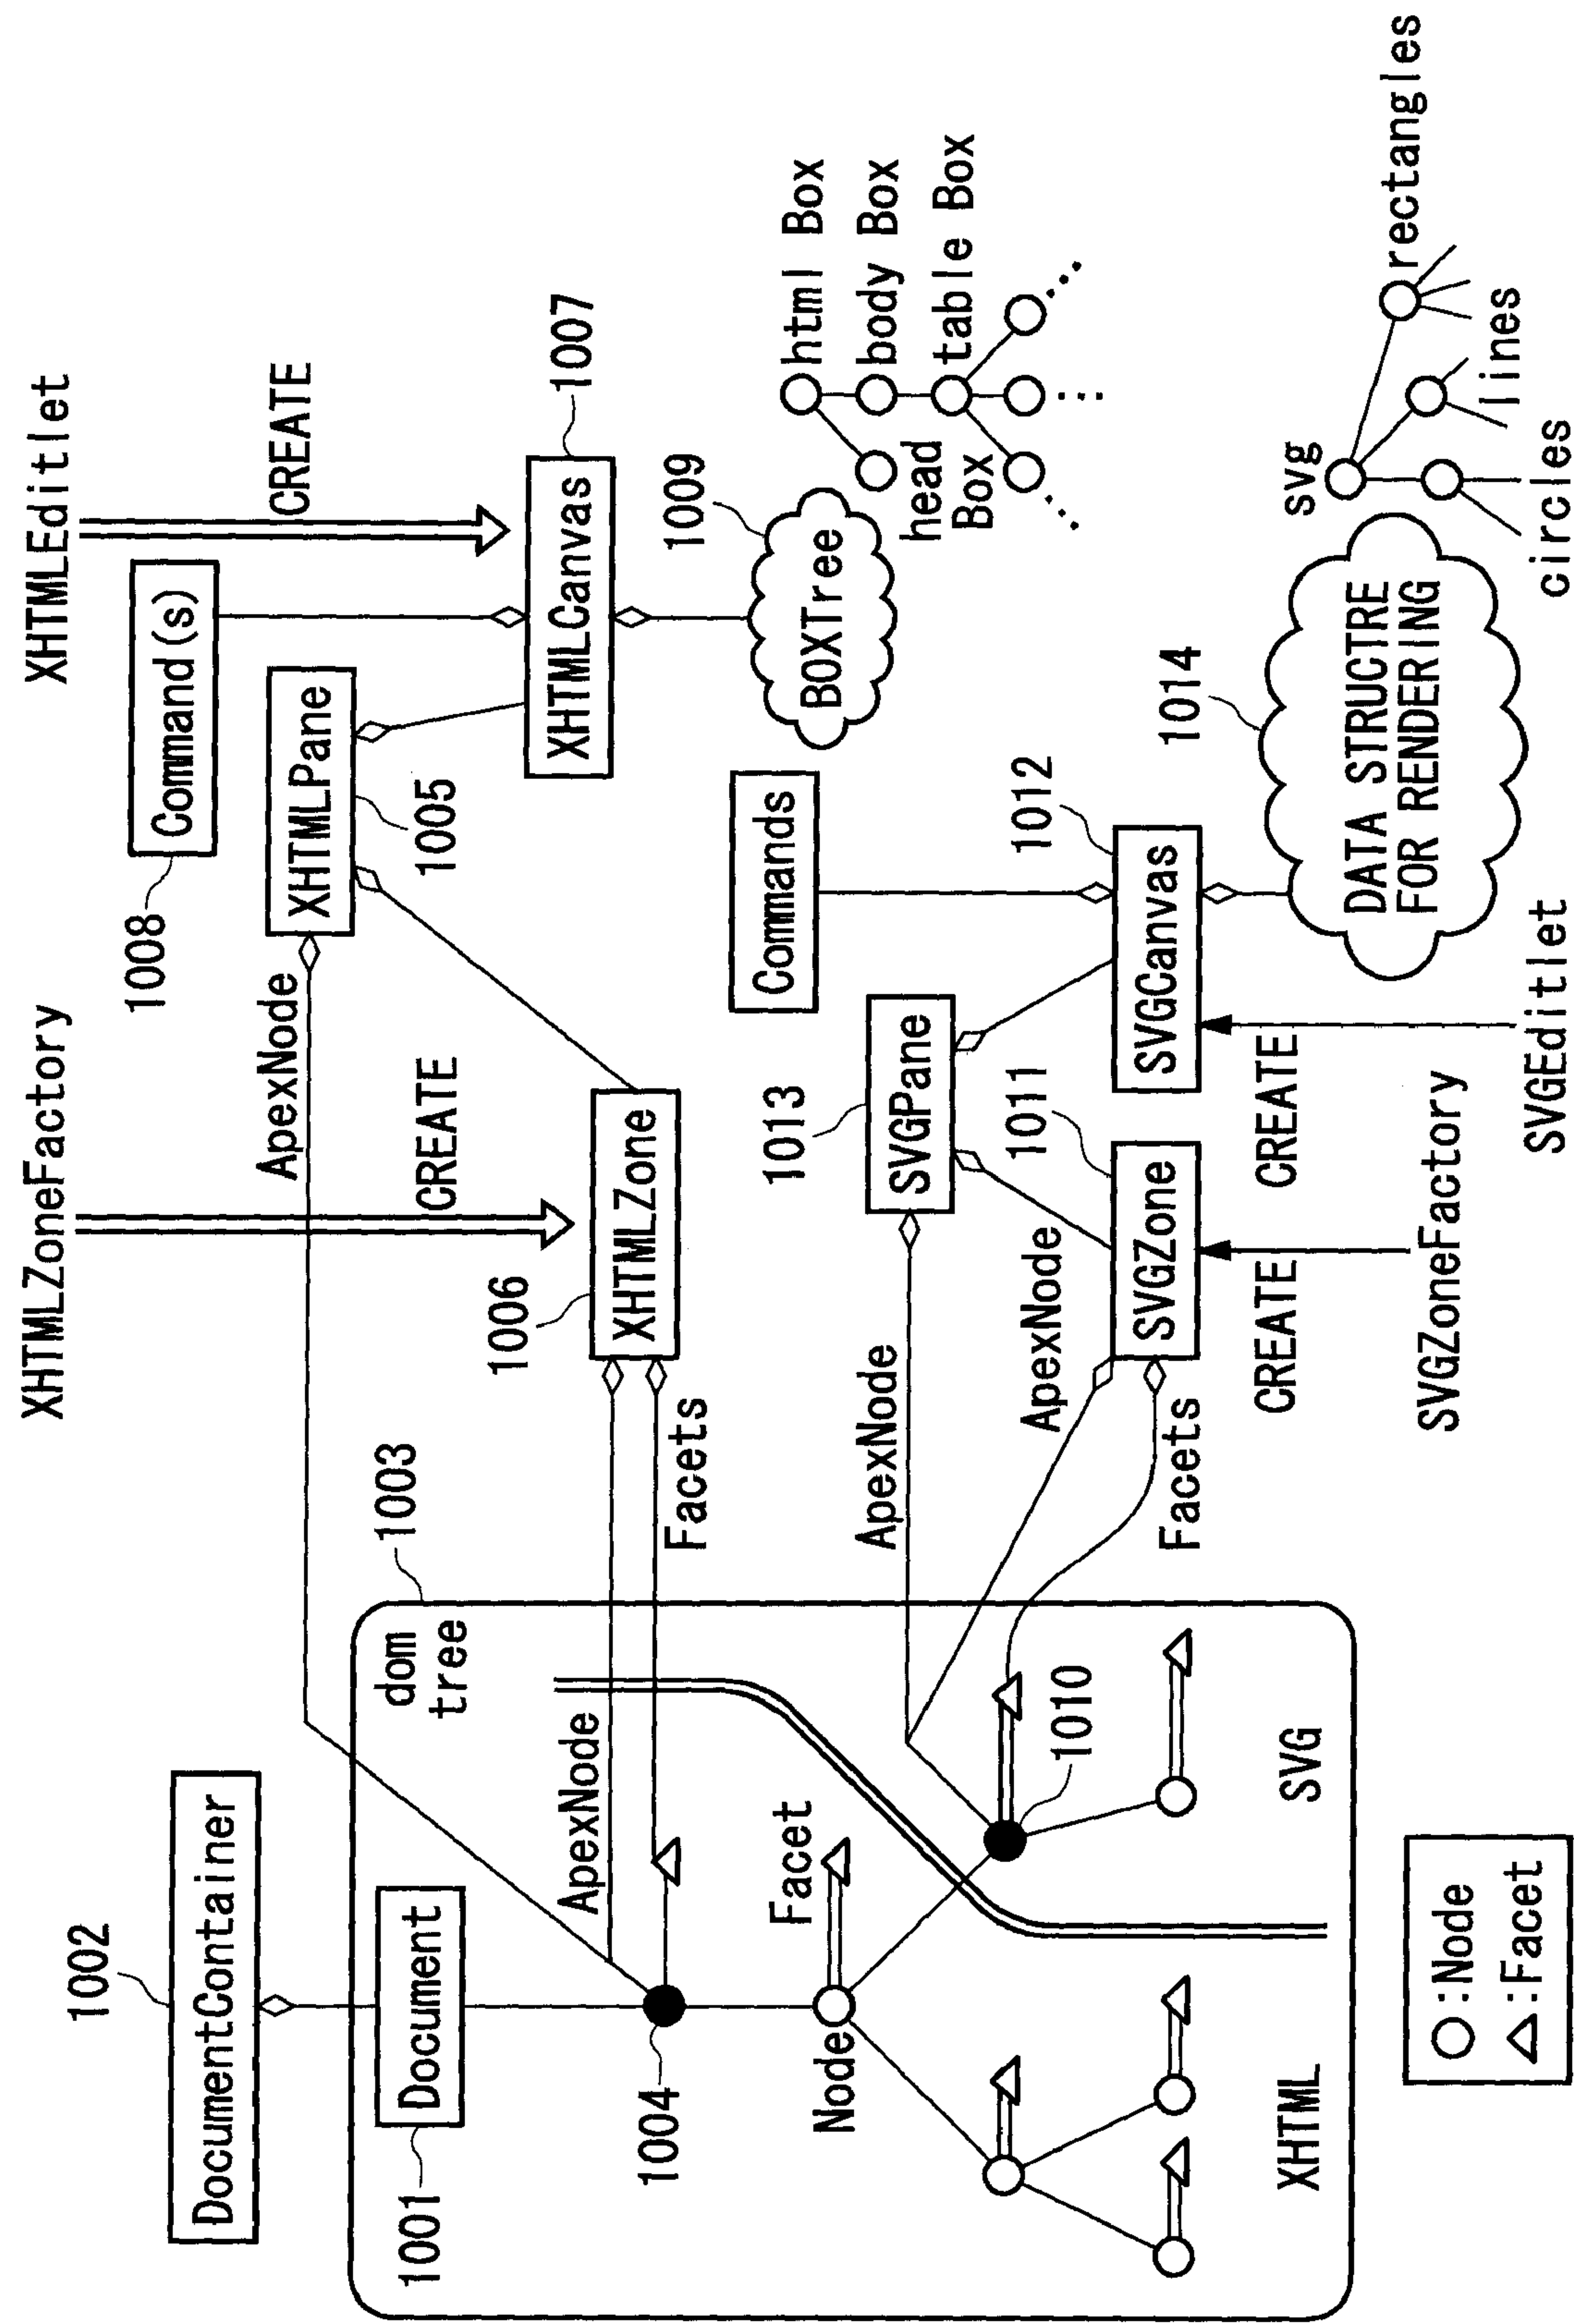 XHTMLZoneFactory
XHTMLEditlet
1002
DocumentContainer
1008
Command(s)
CREATE
ApexNode
XHTMLPane
1005
CREATE
1007
XHTMLCanvas
1001
Document
dom
tree
1003
1006
XHTMLZone
ApexNode
Facets
1004
1009
BOXTree
html Box
body Box
table Box
head
Box
Node
Facet
Commands
1013
SVGPane
ApexNode
ApexNode
1011
SVGZone
1012
SVGCanvas
Facets
1010
1014
DATA STRUCTRE
FOR RENDERING
svg
rectangles
lines
circles
CREATE
CREATE
XHTML
SVG
SVGZoneFactory
SVGEditlet
:Node
:Facet